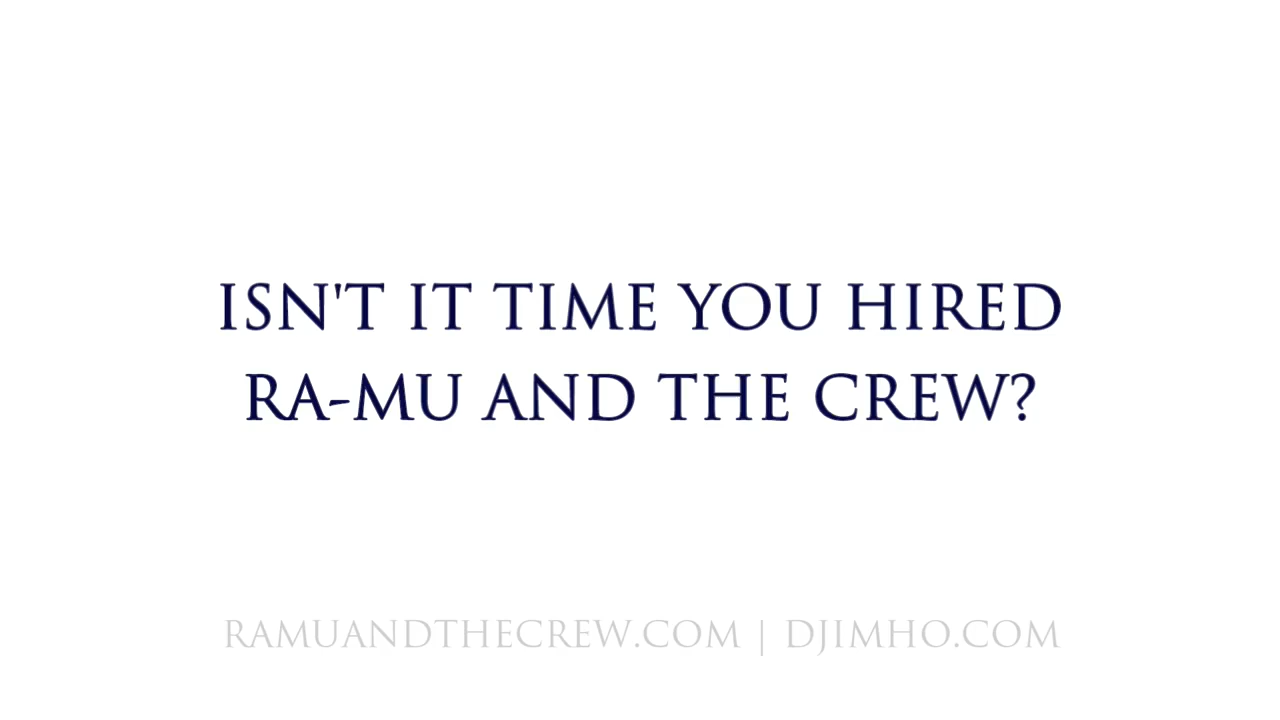 ISN'T IT TIME YOU HIRED
RA-MU AND THE CREW?
RAMUANDTHECREW.COM | DJIMHO.COM